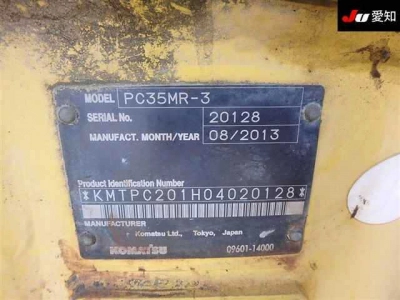 JU 愛知
MODEL PC35MR-3
SERIAL No. 20128
MANUFACT. MONTH/YEAR 08/2013
Product Identification Number
*KMTPC201H04020128*
MANUFACTURER
Komatsu Ltd., Tokyo, Japan
KOMATSU 09601-14000